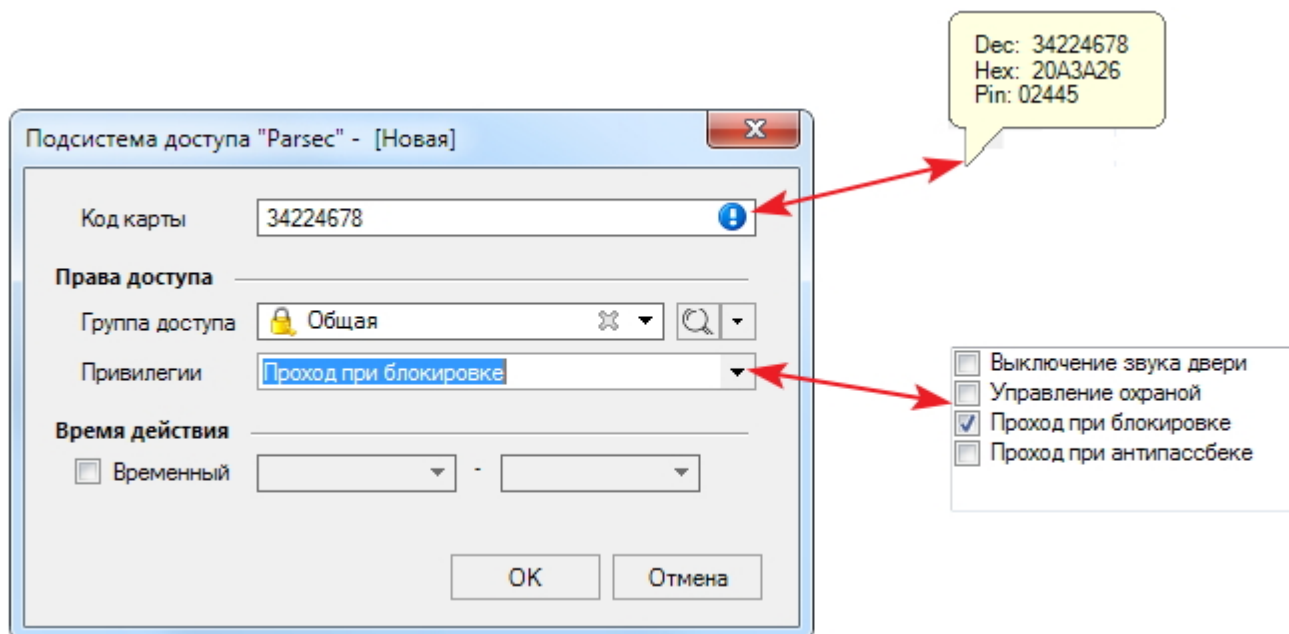 Dec: 34224678
Hex: 20A3A26
Pin: 02445
Подсистема доступа "Parsec" - [Новая]
Код карты 34224678
Права доступа
Группа доступа Общая
Привилегии Проход при блокировке
Время действия
Временный -
OK Отмена
Выключение звука двери
Управление охраной
Проход при блокировке
Проход при антипассбеке